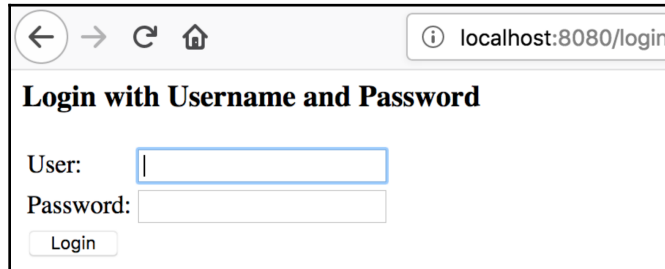 localhost:8080/login
Login with Username and Password
User:
Password:
Login